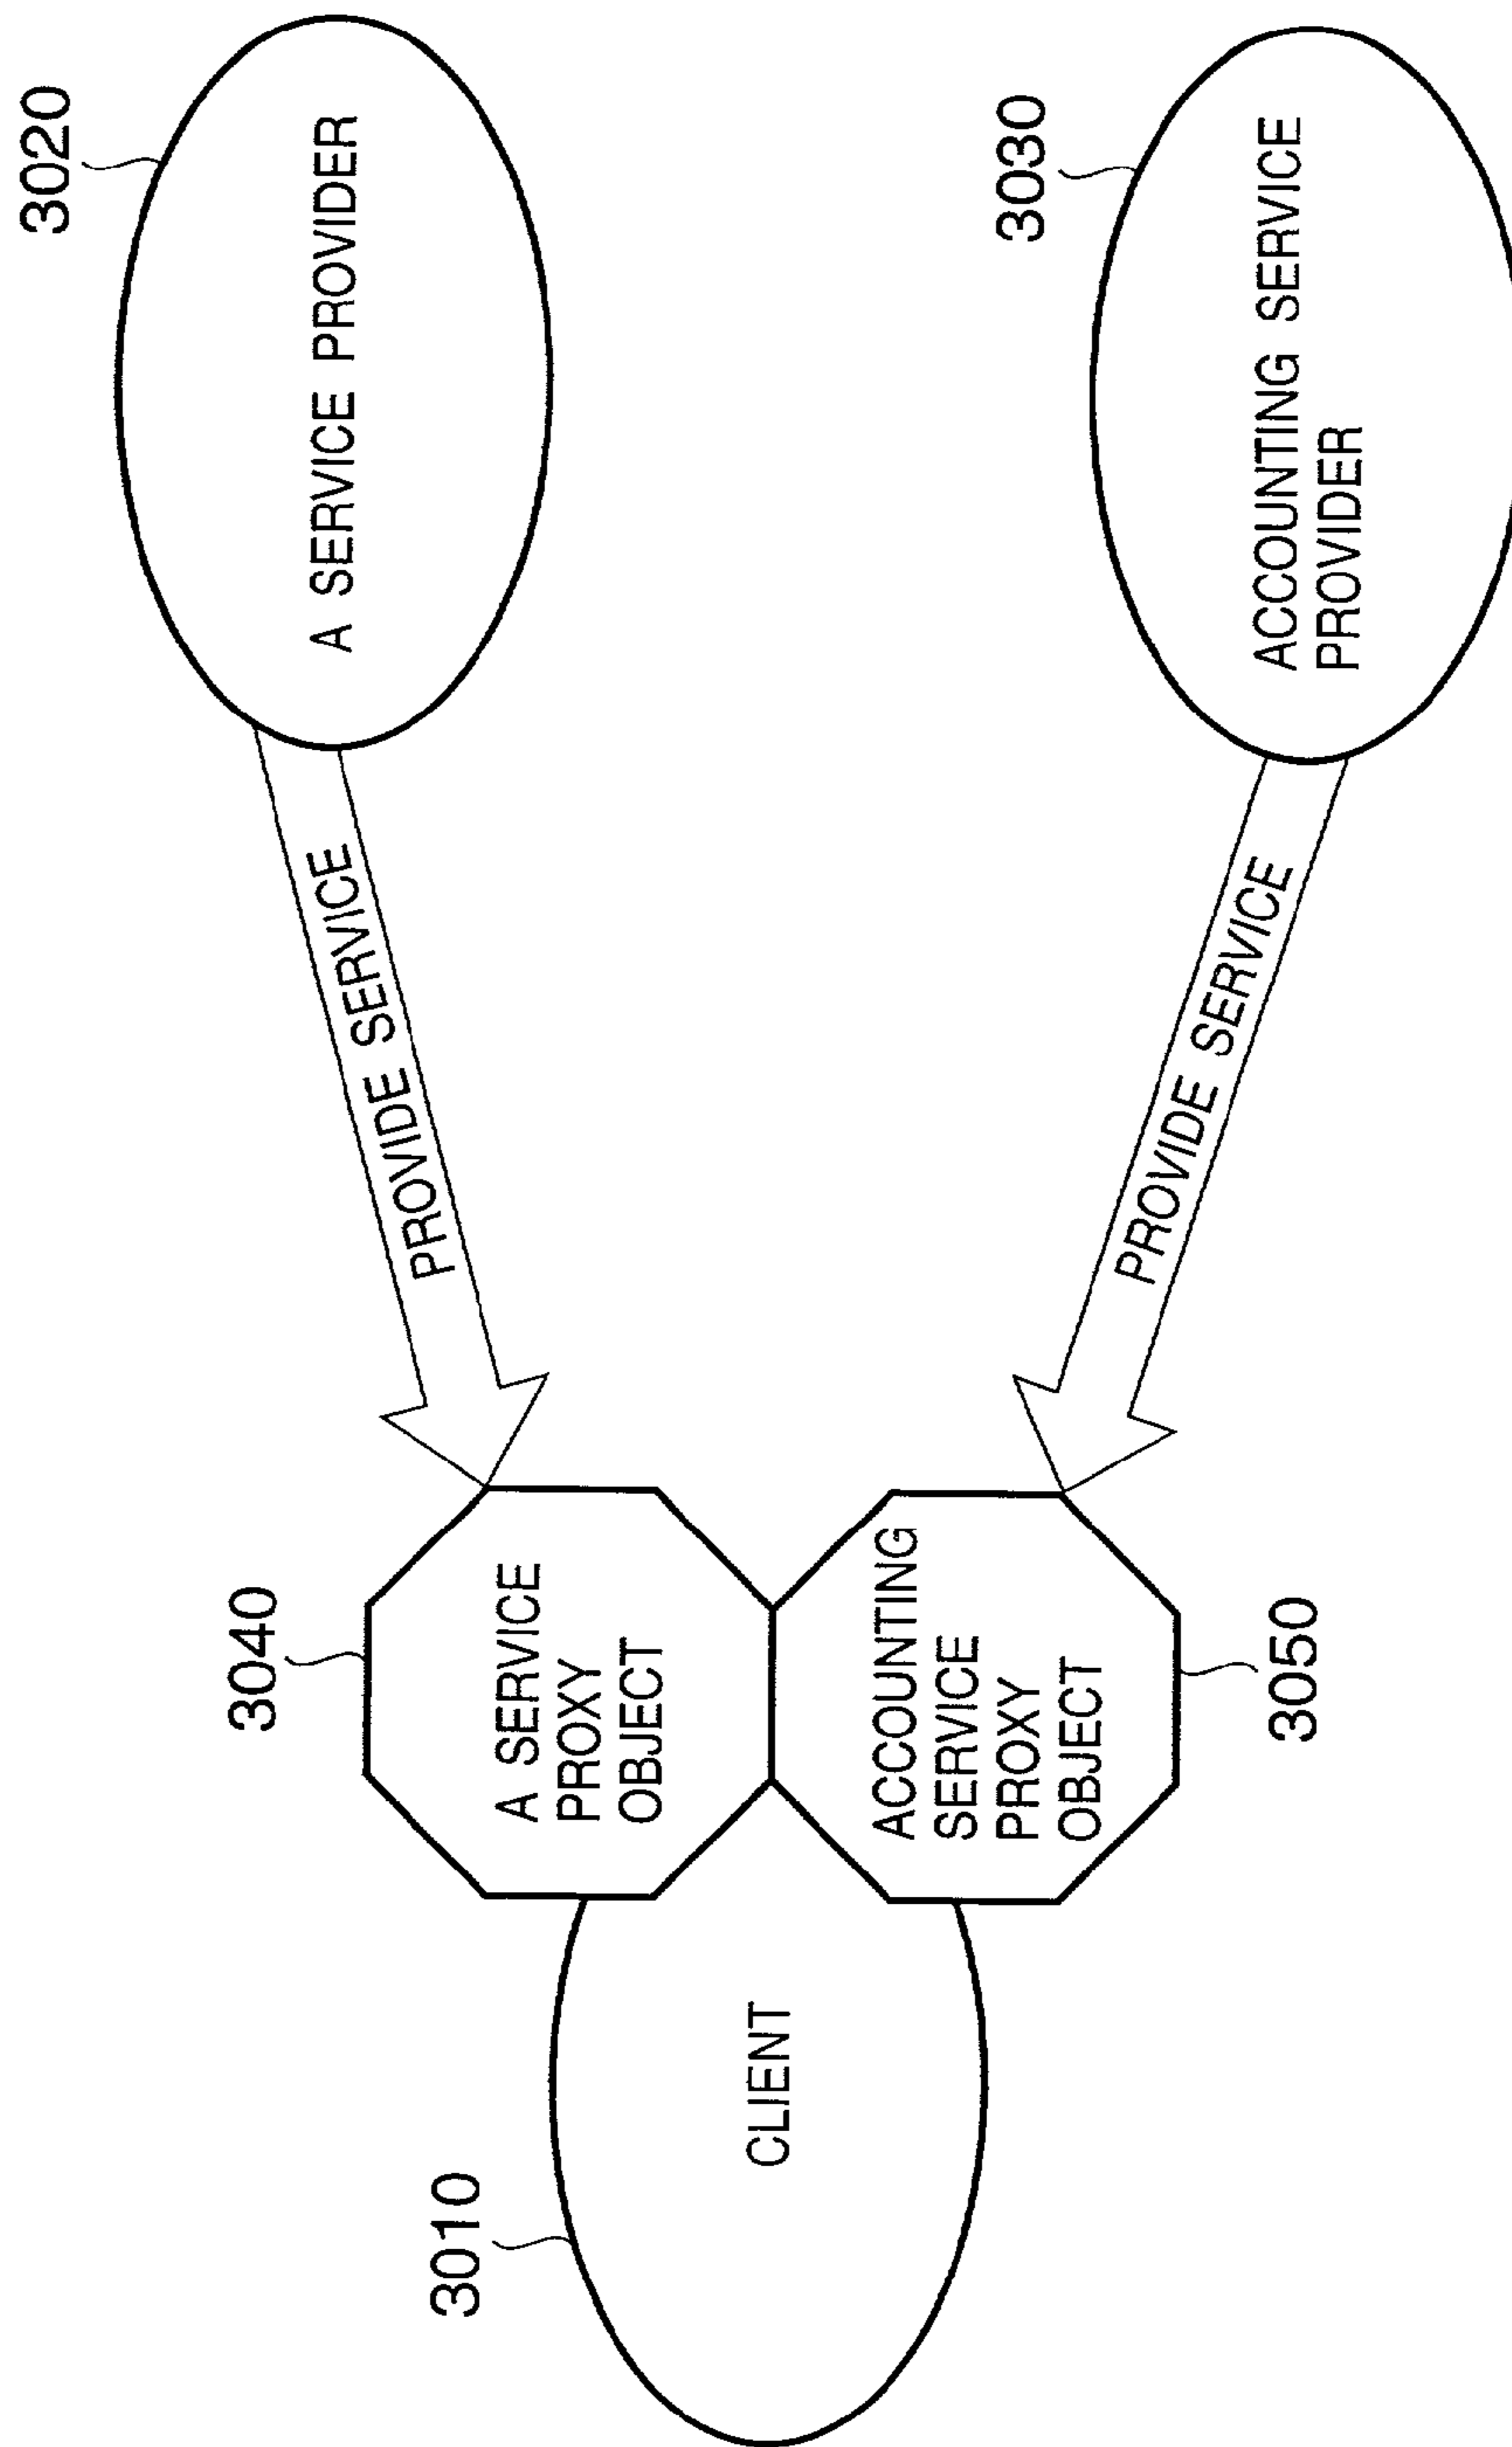 3010
CLIENT
3040
A SERVICE
PROXY
OBJECT
ACCOUNTING
SERVICE
PROXY
OBJECT
3050
PROVIDE SERVICE
PROVIDE SERVICE
3020
A SERVICE PROVIDER
3030
ACCOUNTING SERVICE
PROVIDER